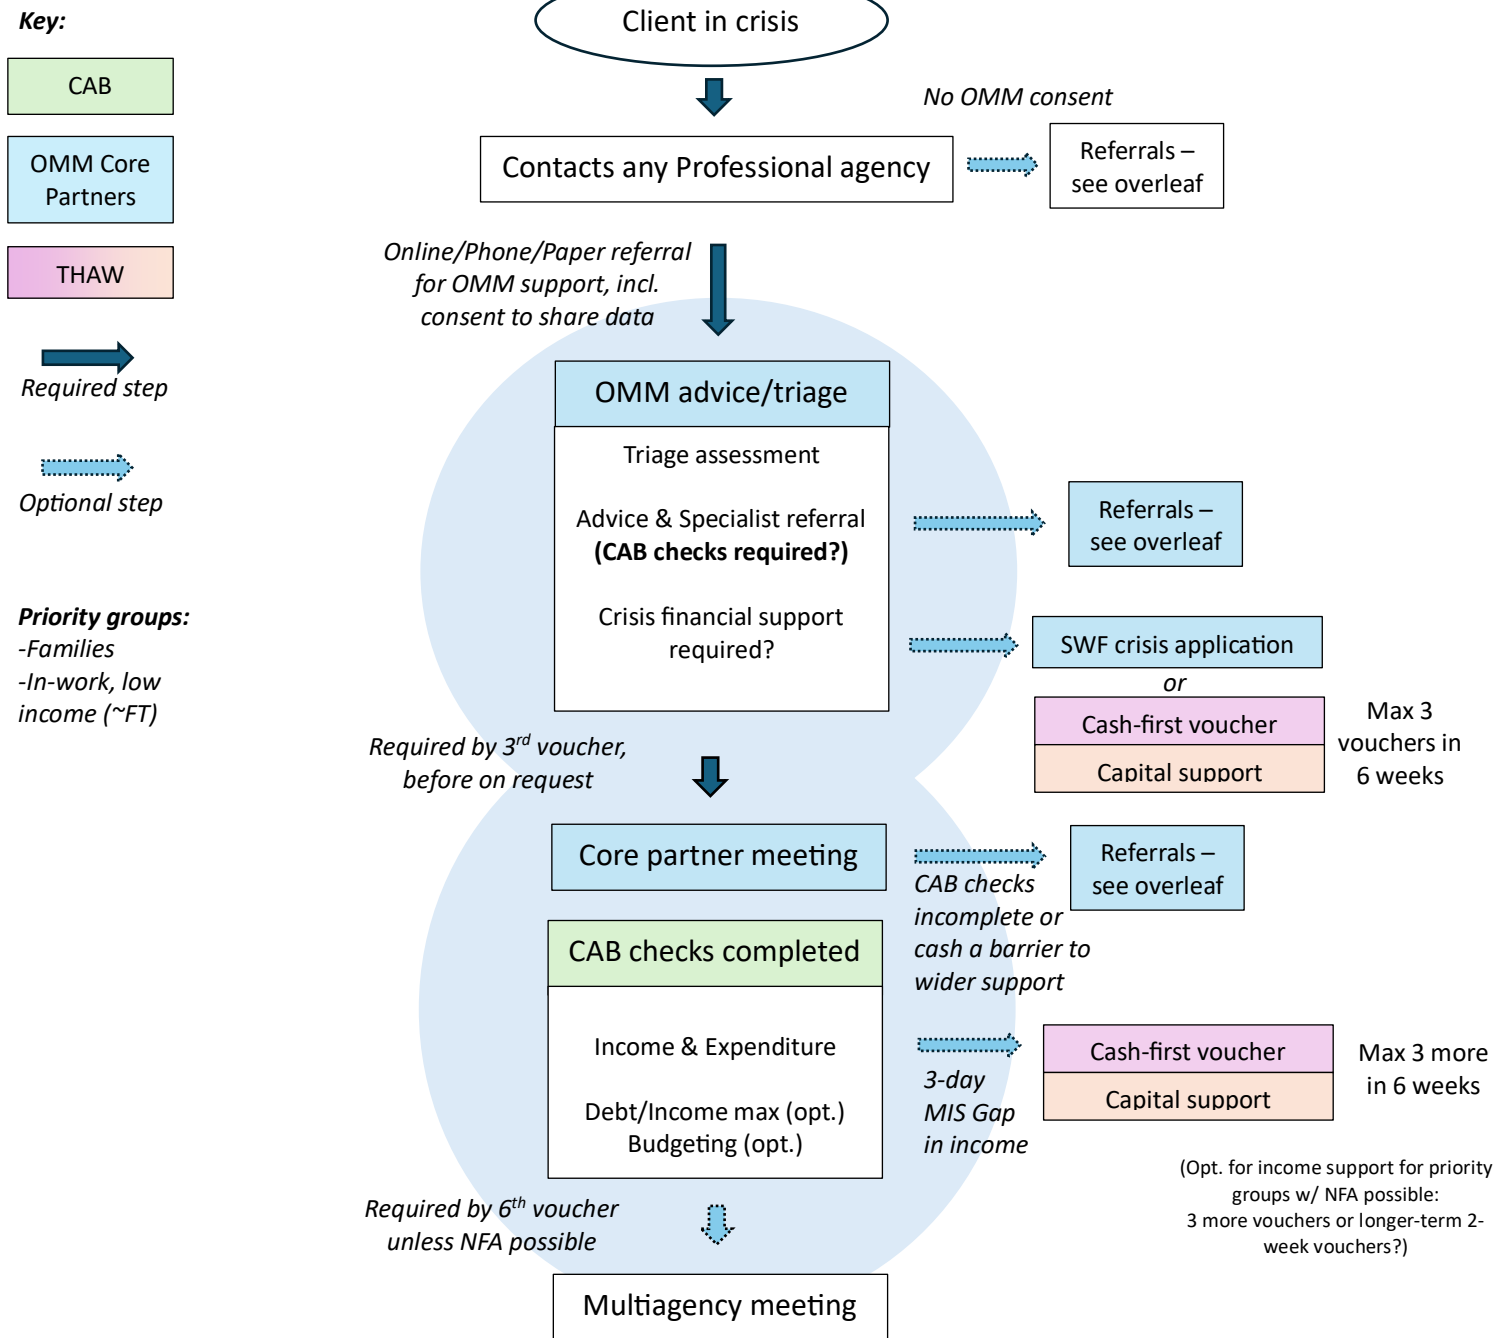 Key:
CAB
OMM Core
Partners
THAW
Required step
Optional step
Priority groups:
-Families
-In-work, low
income (~FT)
Client in crisis
No OMM consent
Contacts any Professional agency
Referrals –
see overleaf
Online/Phone/Paper referral
for OMM support, incl.
consent to share data
OMM advice/triage
Triage assessment
Advice & Specialist referral
(CAB checks required?)
Crisis financial support
required?
Referrals –
see overleaf
SWF crisis application
or
Cash-first voucher
Capital support
Max 3
vouchers in
6 weeks
Required by 3rd voucher,
before on request
Core partner meeting
Referrals –
see overleaf
CAB checks
incomplete or
cash a barrier to
wider support
CAB checks completed
Income & Expenditure
Debt/Income max (opt.)
Budgeting (opt.)
3-day
MIS Gap
in income
Cash-first voucher
Capital support
Max 3 more
in 6 weeks
(Opt. for income support for priority
groups w/ NFA possible:
3 more vouchers or longer-term 2-
week vouchers?)
Required by 6th voucher
unless NFA possible
Multiagency meeting